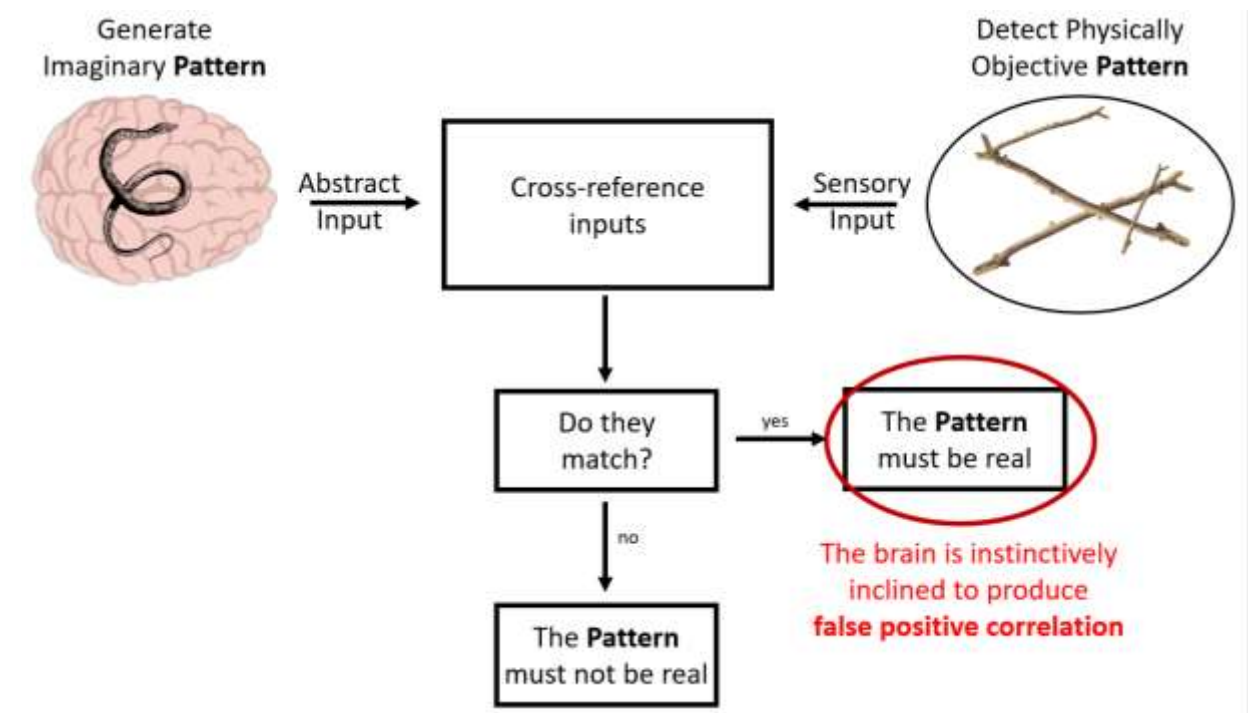 Generate
Imaginary Pattern
Detect Physically
Objective Pattern
Abstract
Input
Cross-reference
inputs
Sensory
Input
Do they
match?
yes
The Pattern
must be real
no
The brain is instinctively
inclined to produce
false positive correlation
The Pattern
must not be real